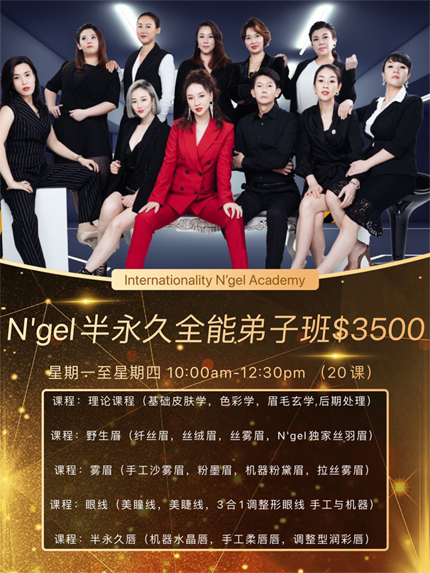 Internationality N'gel Academy
N'gel半永久全能弟子班$3500
星期一至星期四 10:00am-12:30pm （20课）
课程：理论课程（基础皮肤学，色彩学，眉毛玄学,后期处理）
课程：野生眉（纤丝眉，丝绒眉，丝雾眉，N'gel独家丝羽眉）
课程：雾眉（手工沙雾眉，粉墨眉，机器粉黛眉，拉丝雾眉）
课程：眼线（美瞳线，美睫线，3合1调整形眼线 手工与机器）
课程：半永久唇（机器水晶唇，手工柔唇唇，调整型润彩唇）